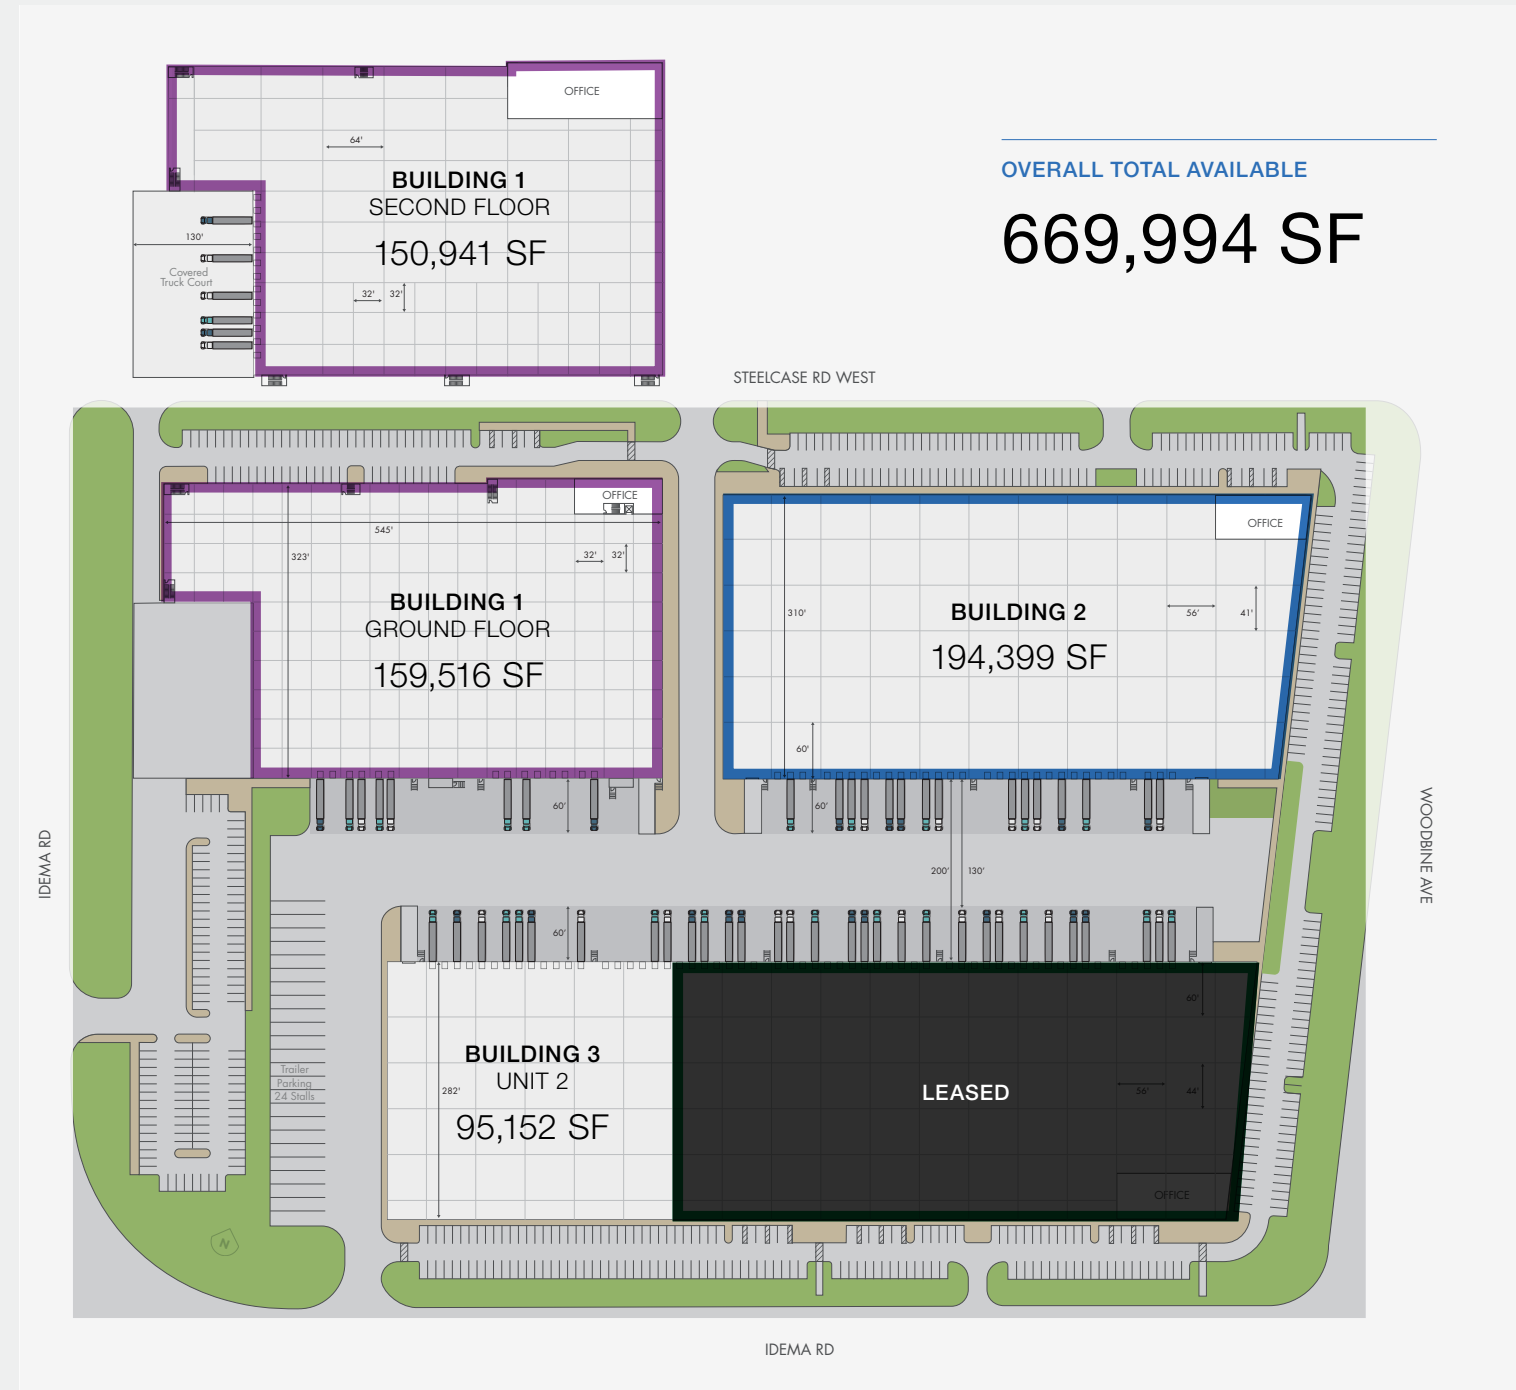 OFFICE
64'
BUILDING 1
SECOND FLOOR
150,941 SF
130'
Covered
Truck Court
32'
32'
OVERALL TOTAL AVAILABLE
669,994 SF
STEELCASE RD WEST
OFFICE
545'
323'
32'
32'
BUILDING 1
GROUND FLOOR
159,516 SF
60'
OFFICE
310'
56'
41'
BUILDING 2
194,399 SF
60'
60'
IDEMA RD
WOODBINE AVE
200'
130'
60'
Trailer
Parking
24 Stalls
BUILDING 3
UNIT 2
282'
95,152 SF
LEASED
60'
56'
44'
OFFICE
N
IDEMA RD